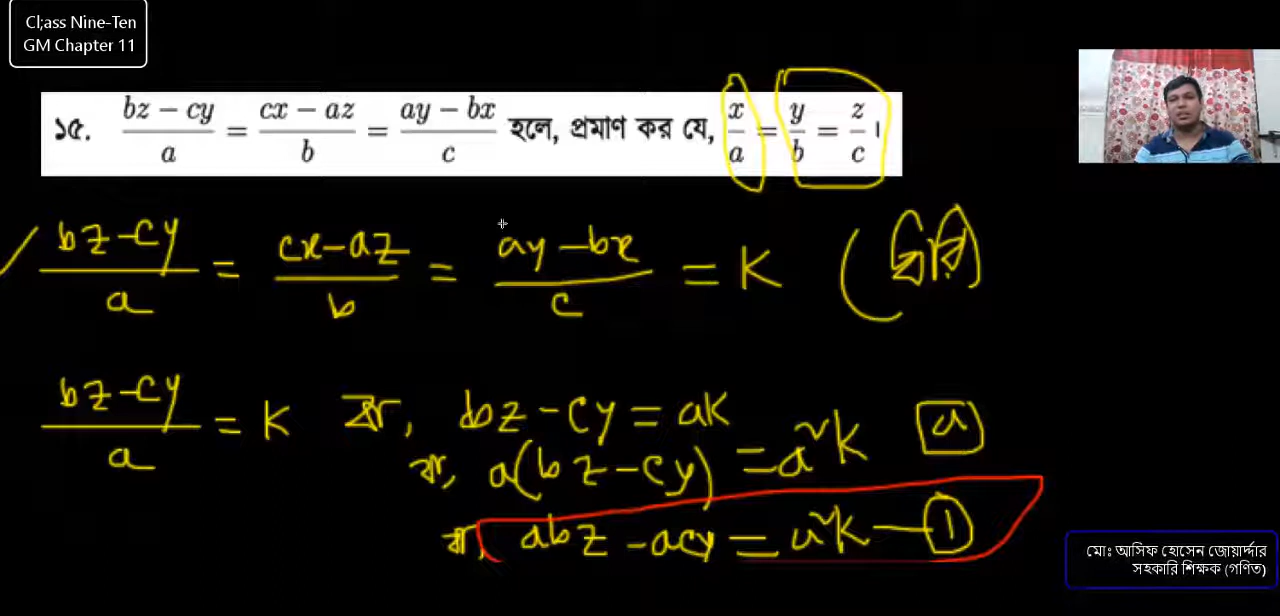 Cl;ass Nine-Ten
GM Chapter 11
১৫. (bz − cy)/a = (cx − az)/b = (ay − bx)/c হলে, প্রমাণ কর যে, x/a = y/b = z/c ।
(bz − cy)/a = (cx − az)/b = (ay − bx)/c = K (ধরি)
(bz − cy)/a = K বা, bz − cy = aK [a]
বা, a(bz − cy) = a²K
বা, abz − acy = a²K — ①
মোঃ আসিফ হোসেন জোয়ার্দ্দার
সহকারি শিক্ষক (গণিত)